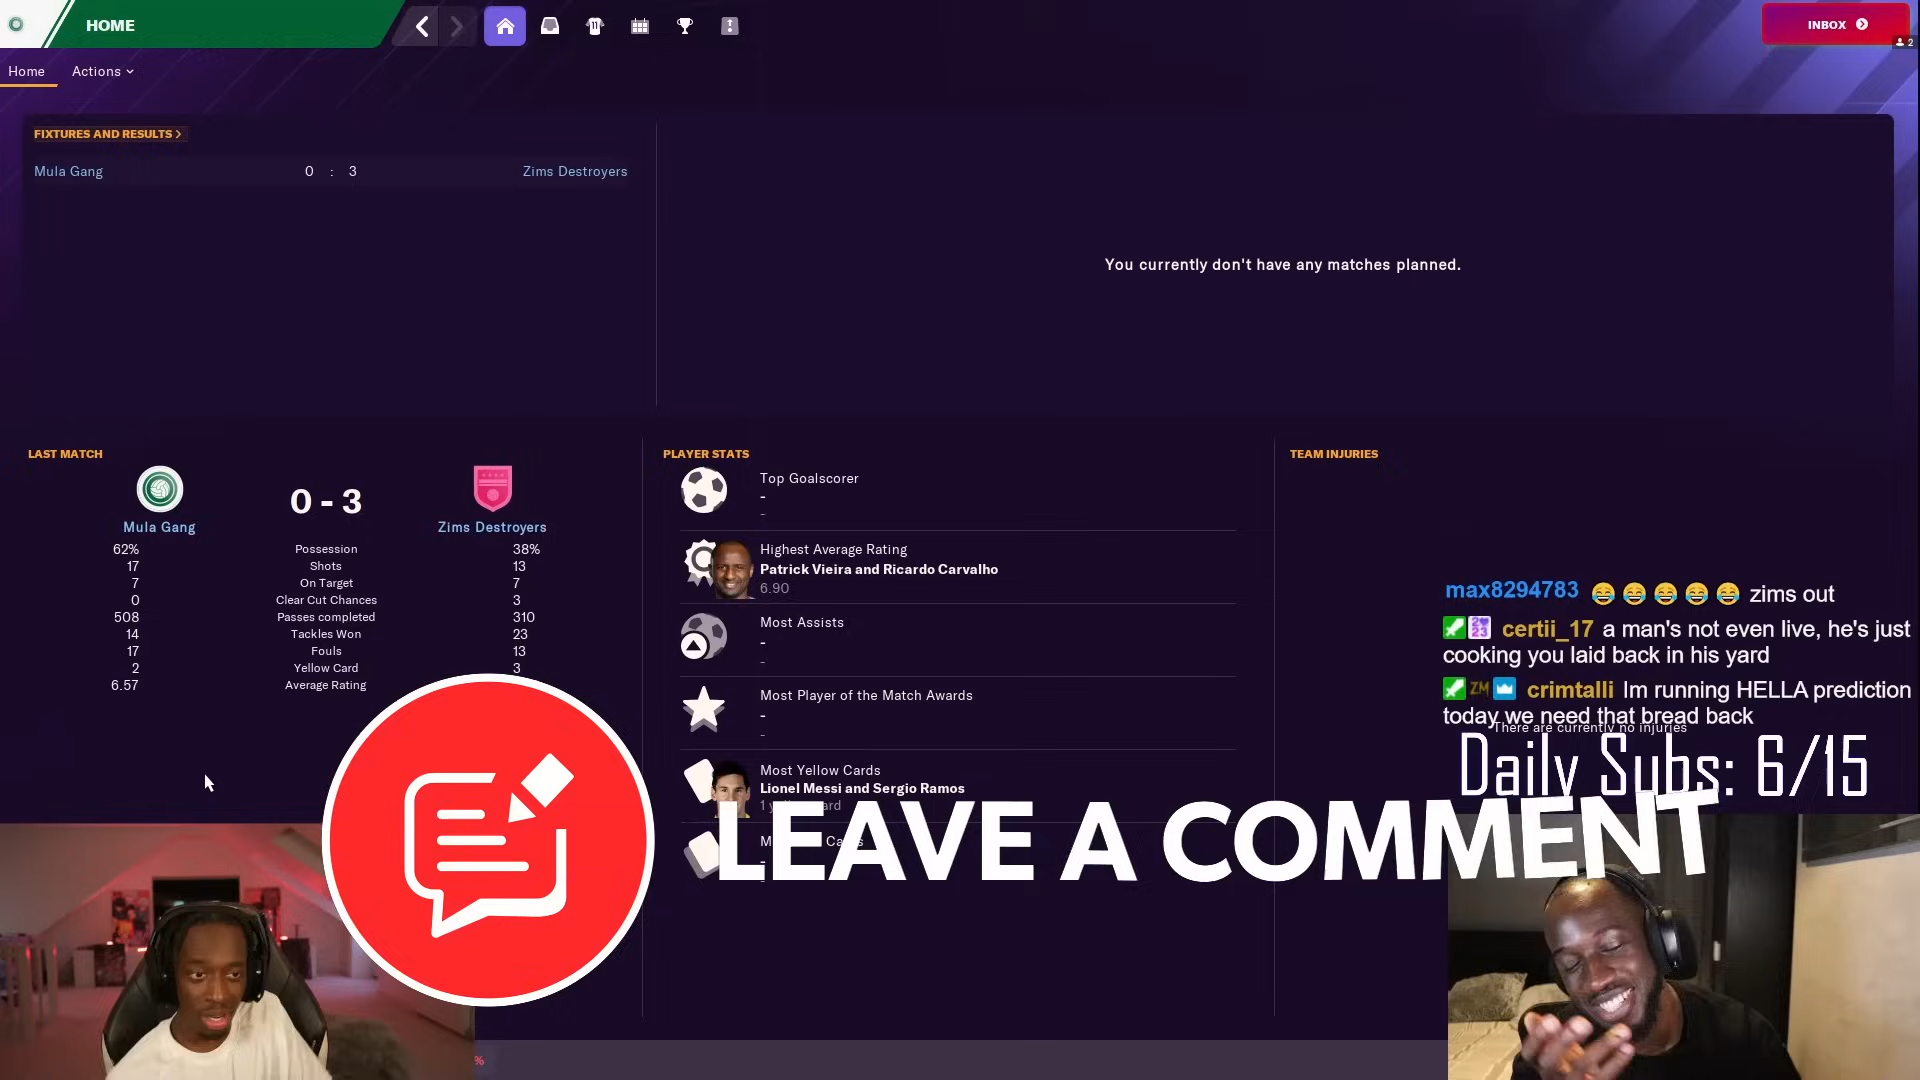 HOME
INBOX
2
Home
Actions
FIXTURES AND RESULTS >
Mula Gang 0 : 3 Zims Destroyers
You currently don't have any matches planned.
LAST MATCH
0 - 3
Mula Gang Zims Destroyers
62% Possession 38%
17 Shots 13
7 On Target 7
0 Clear Cut Chances 3
508 Passes completed 310
14 Tackles Won 23
17 Fouls 13
2 Yellow Card 3
6.57 Average Rating
PLAYER STATS
Top Goalscorer
-
-
Highest Average Rating
Patrick Vieira and Ricardo Carvalho
6.90
Most Assists
-
-
Most Player of the Match Awards
-
-
Most Yellow Cards
Lionel Messi and Sergio Ramos
TEAM INJURIES
There are currently no injuries
max8294783 😂😂😂😂😂 zims out
certii_17 a man's not even live, he's just
cooking you laid back in his yard
ZM crimtalli Im running HELLA prediction
today we need that bread back
Daily Subs: 6/15
LEAVE A COMMENT
%